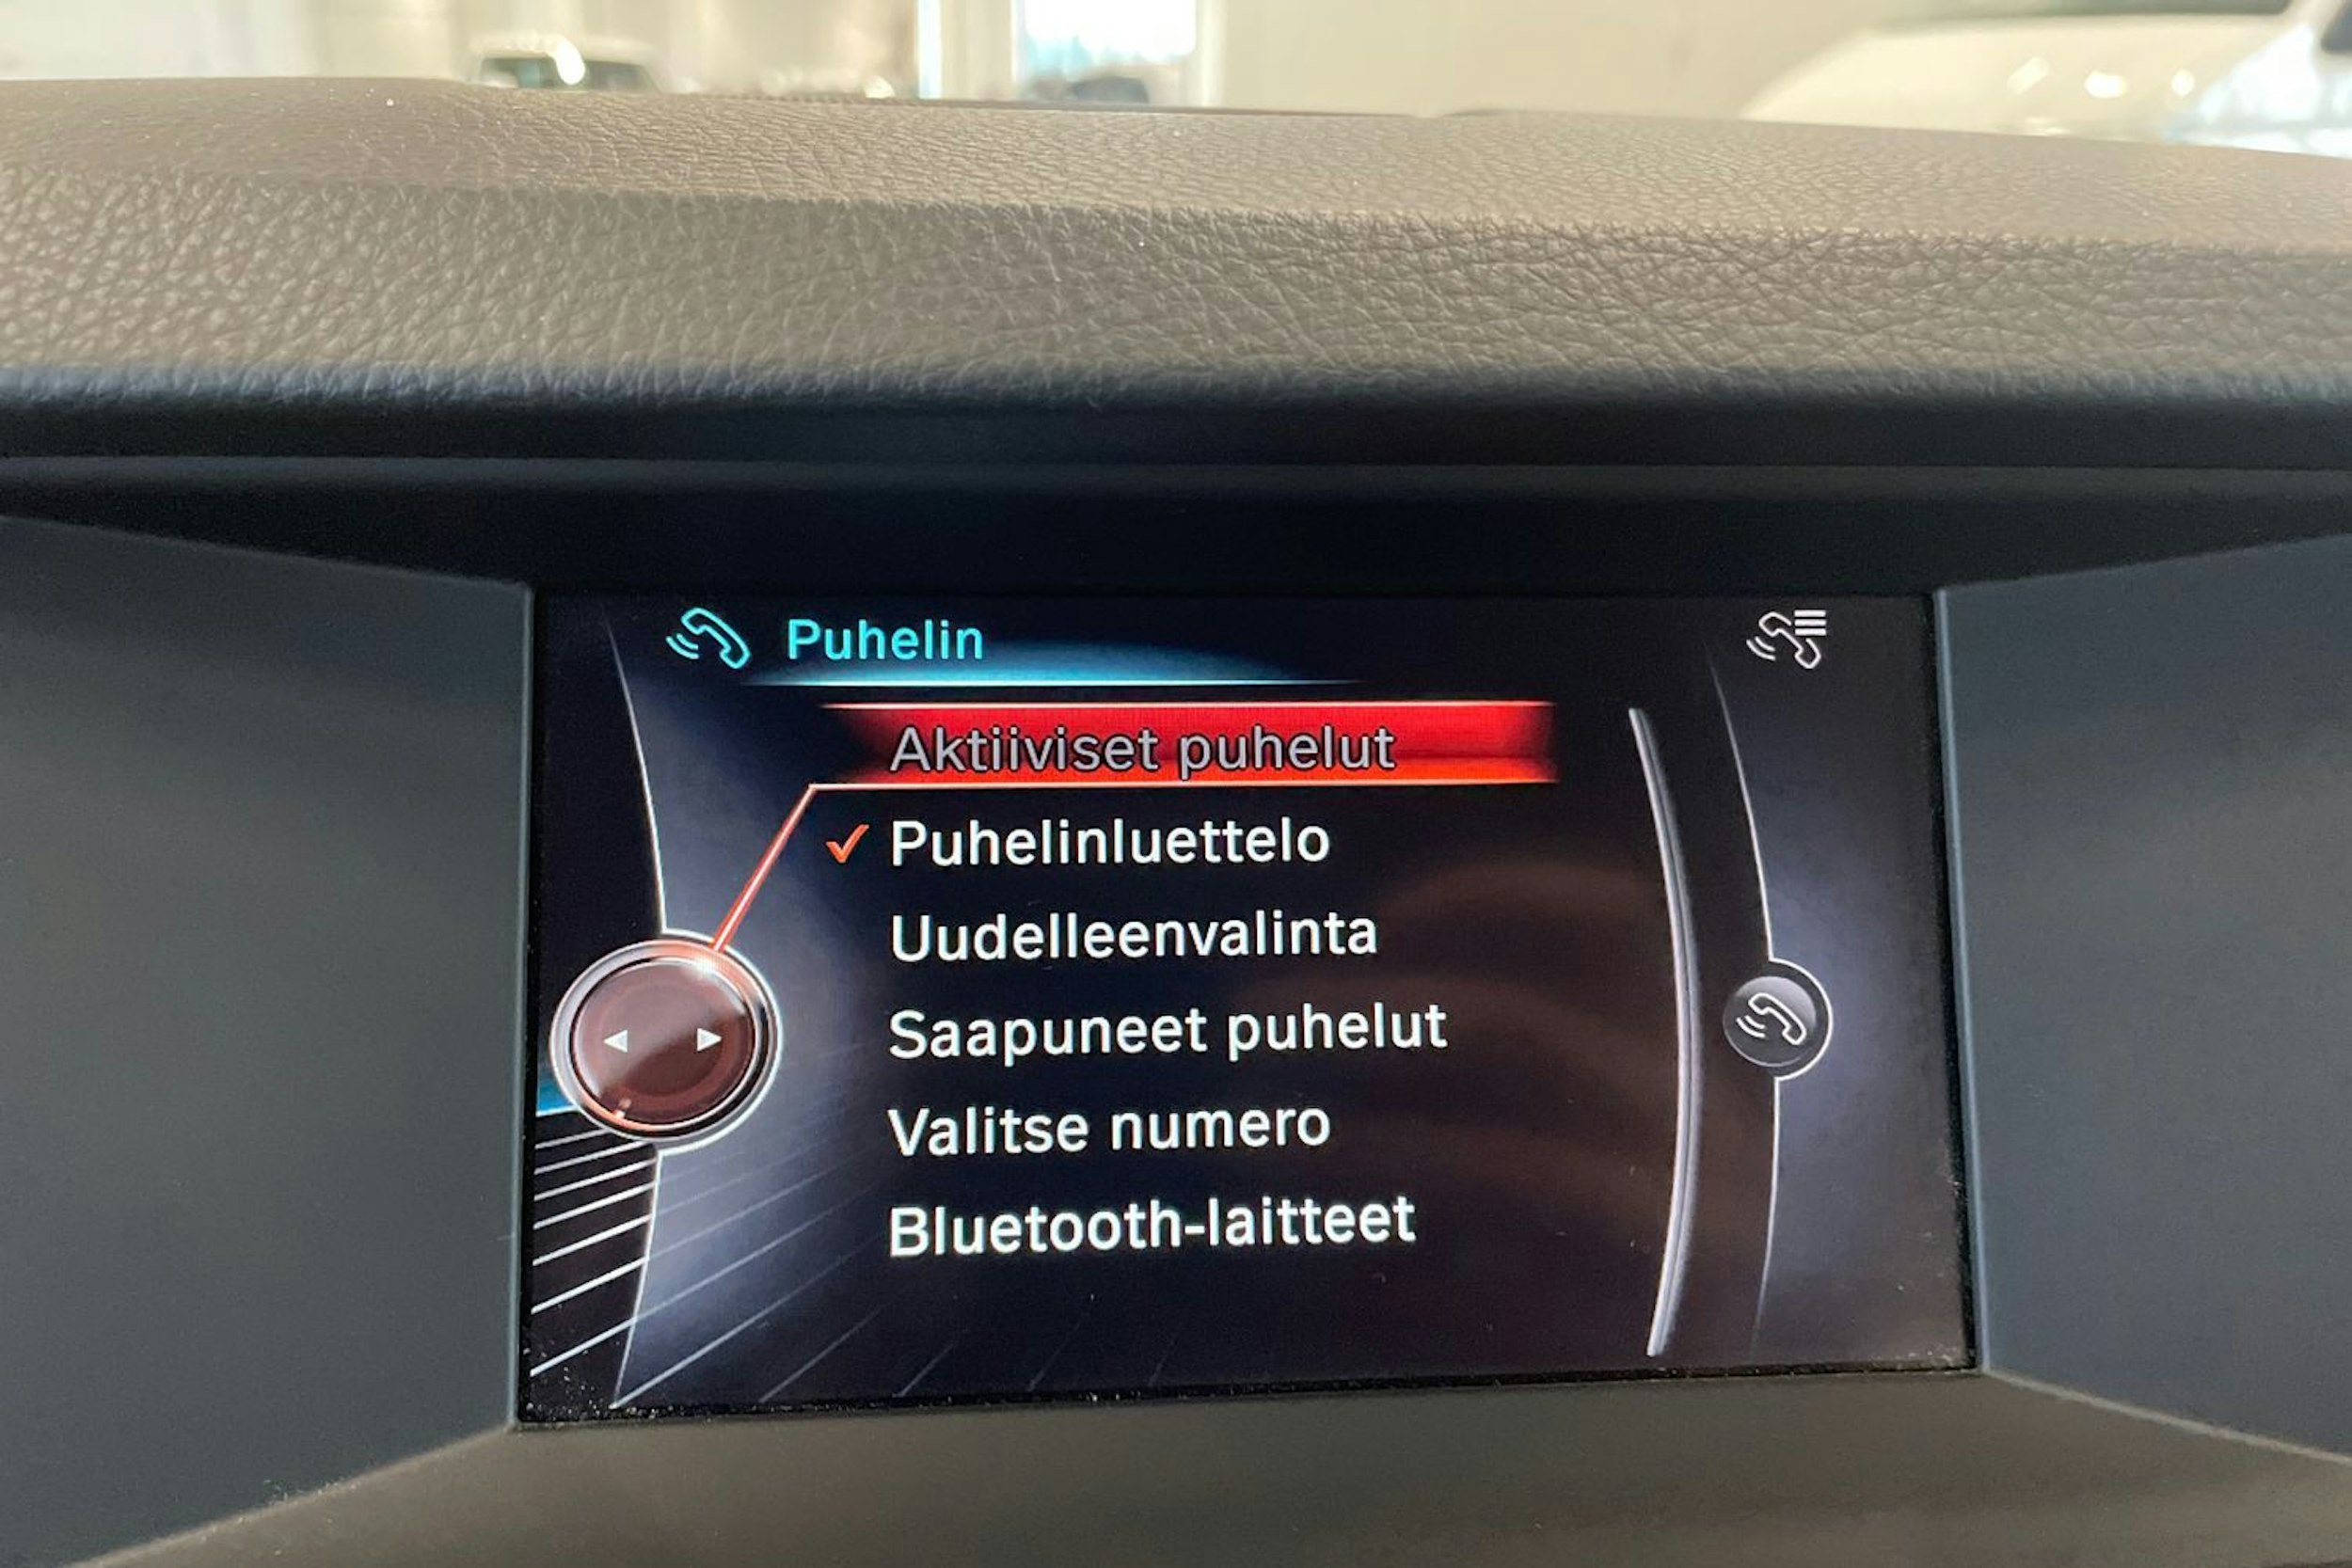 Puhelin
Aktiiviset puhelut
Puhelinluettelo
Uudelleenvalinta
Saapuneet puhelut
Valitse numero
Bluetooth-laitteet